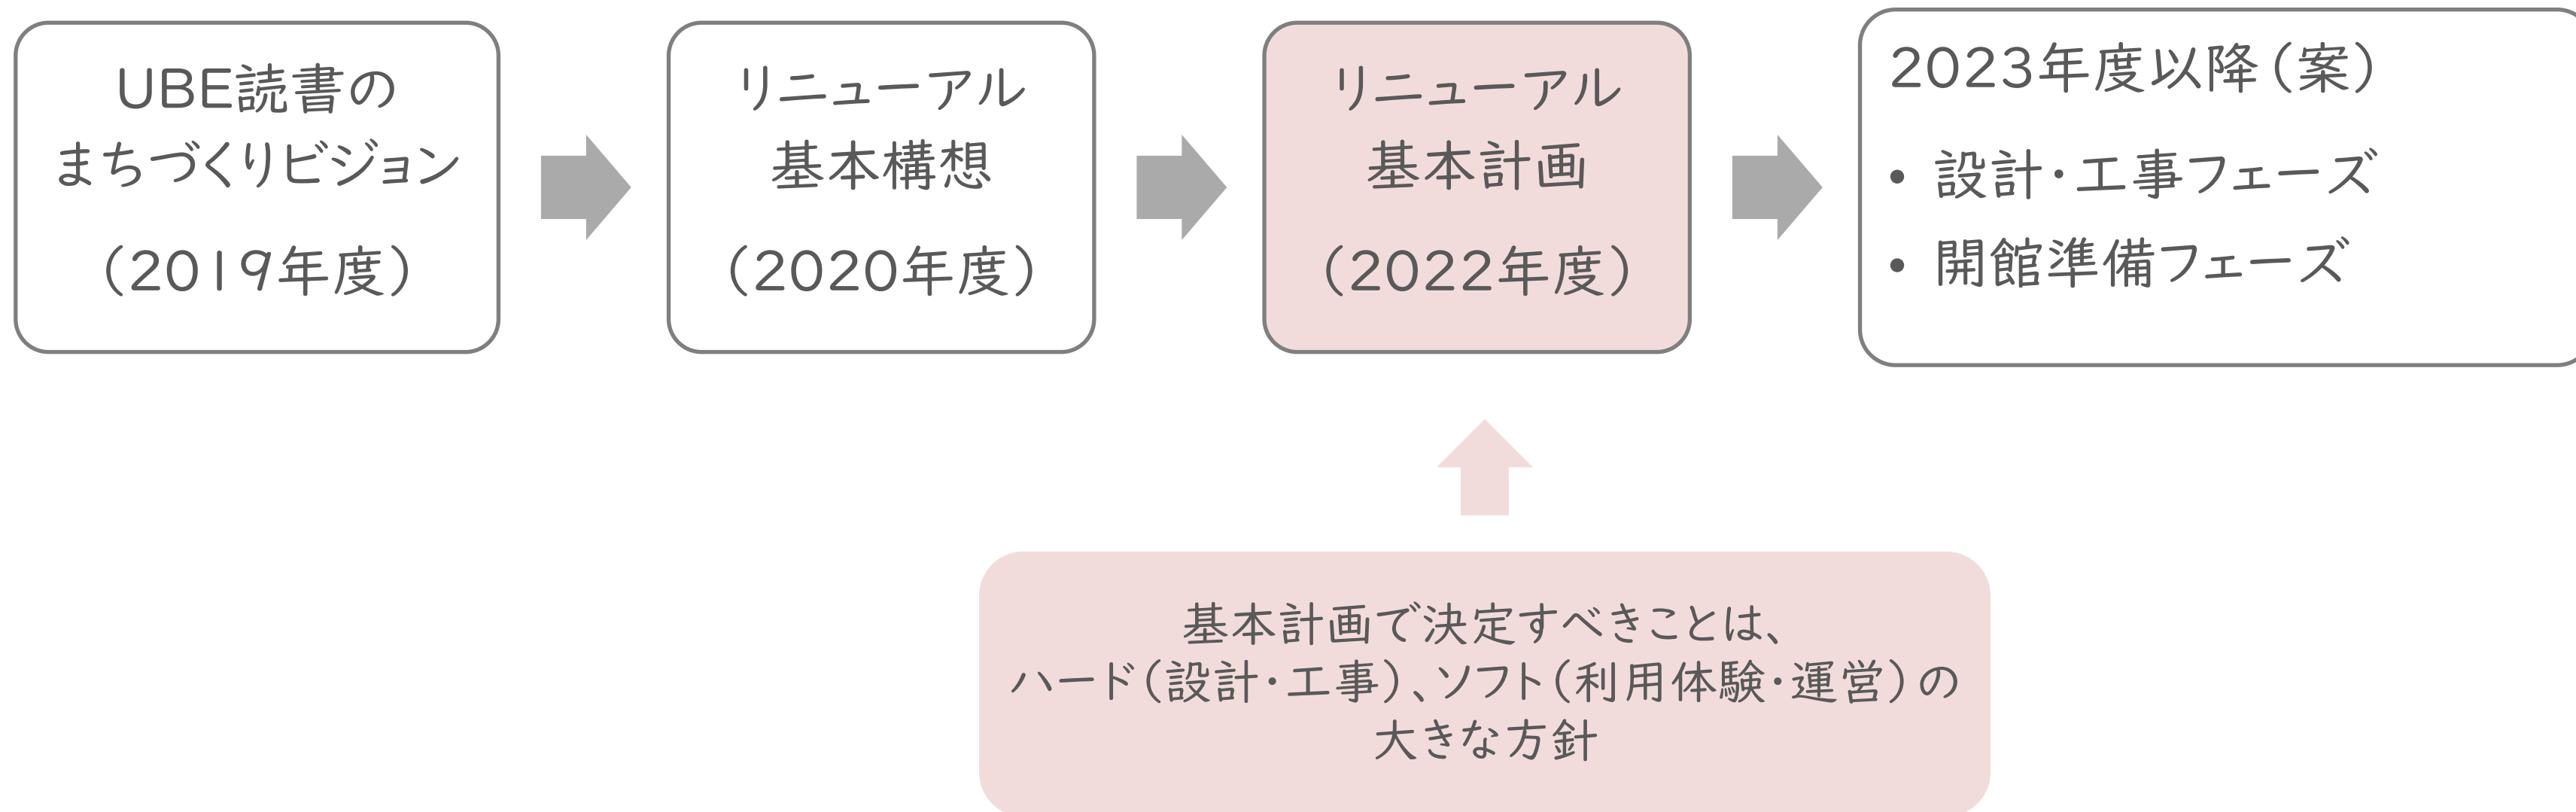 UBE読書の
まちづくりビジョン
(2019年度)
リニューアル
基本構想
(2020年度)
リニューアル
基本計画
(2022年度)
2023年度以降(案)
• 設計・工事フェーズ
• 開館準備フェーズ
基本計画で決定すべきことは、
ハード(設計・工事)、ソフト(利用体験・運営)の
大きな方針